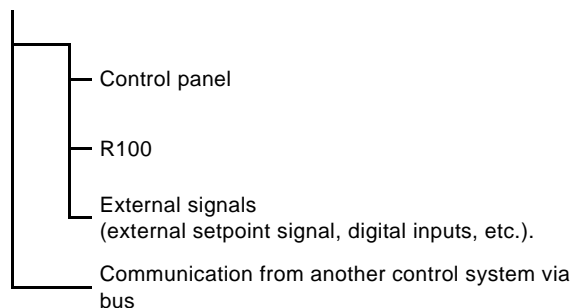 Control panel
R100
External signals
(external setpoint signal, digital inputs, etc.).
Communication from another control system via
bus